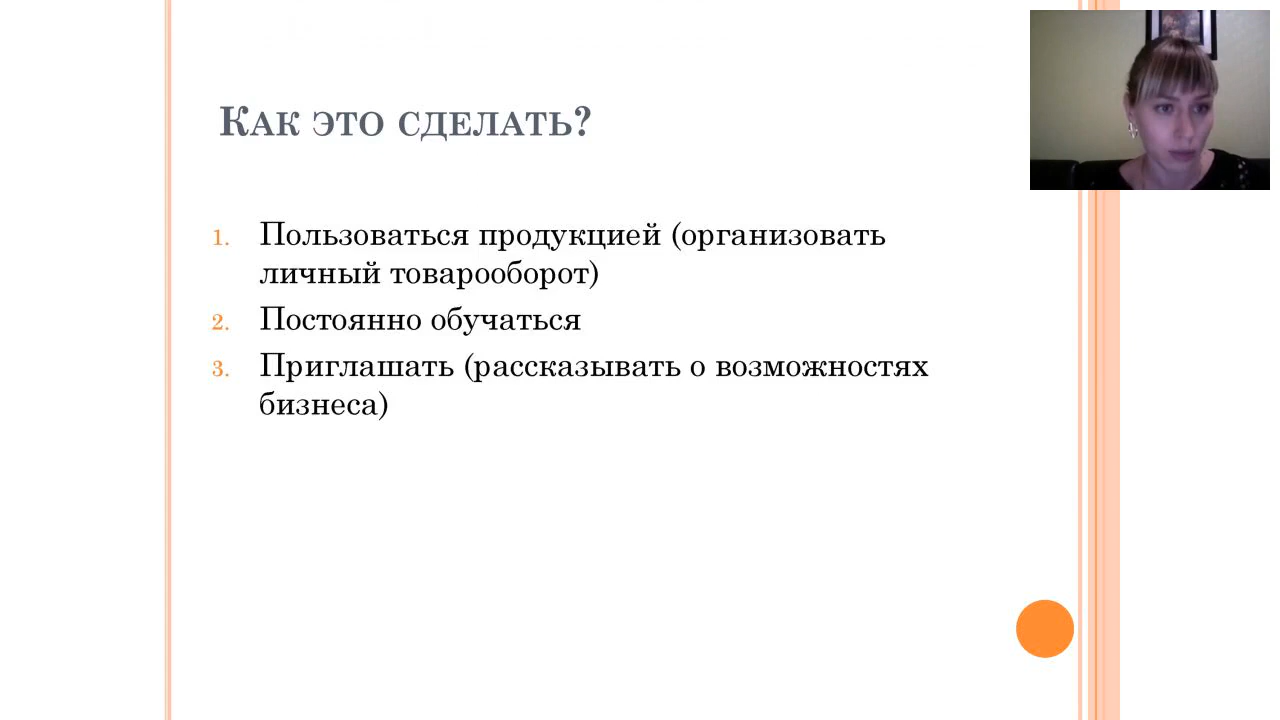 Как это сделать?
1. Пользоваться продукцией (организовать
личный товарооборот)
2. Постоянно обучаться
3. Приглашать (рассказывать о возможностях
бизнеса)